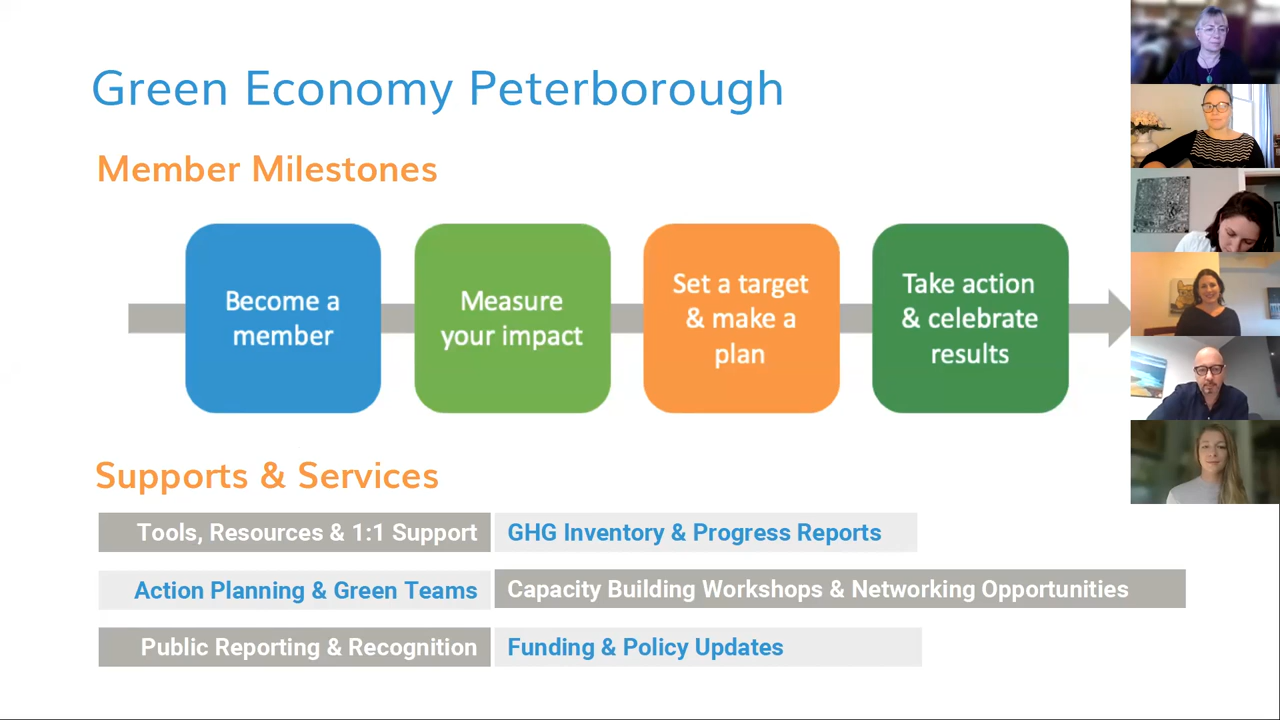 Green Economy Peterborough
Member Milestones
Become a
member
Measure
your impact
Set a target
& make a
plan
Take action
& celebrate
results
Supports & Services
Tools, Resources & 1:1 Support
GHG Inventory & Progress Reports
Action Planning & Green Teams
Capacity Building Workshops & Networking Opportunities
Public Reporting & Recognition
Funding & Policy Updates